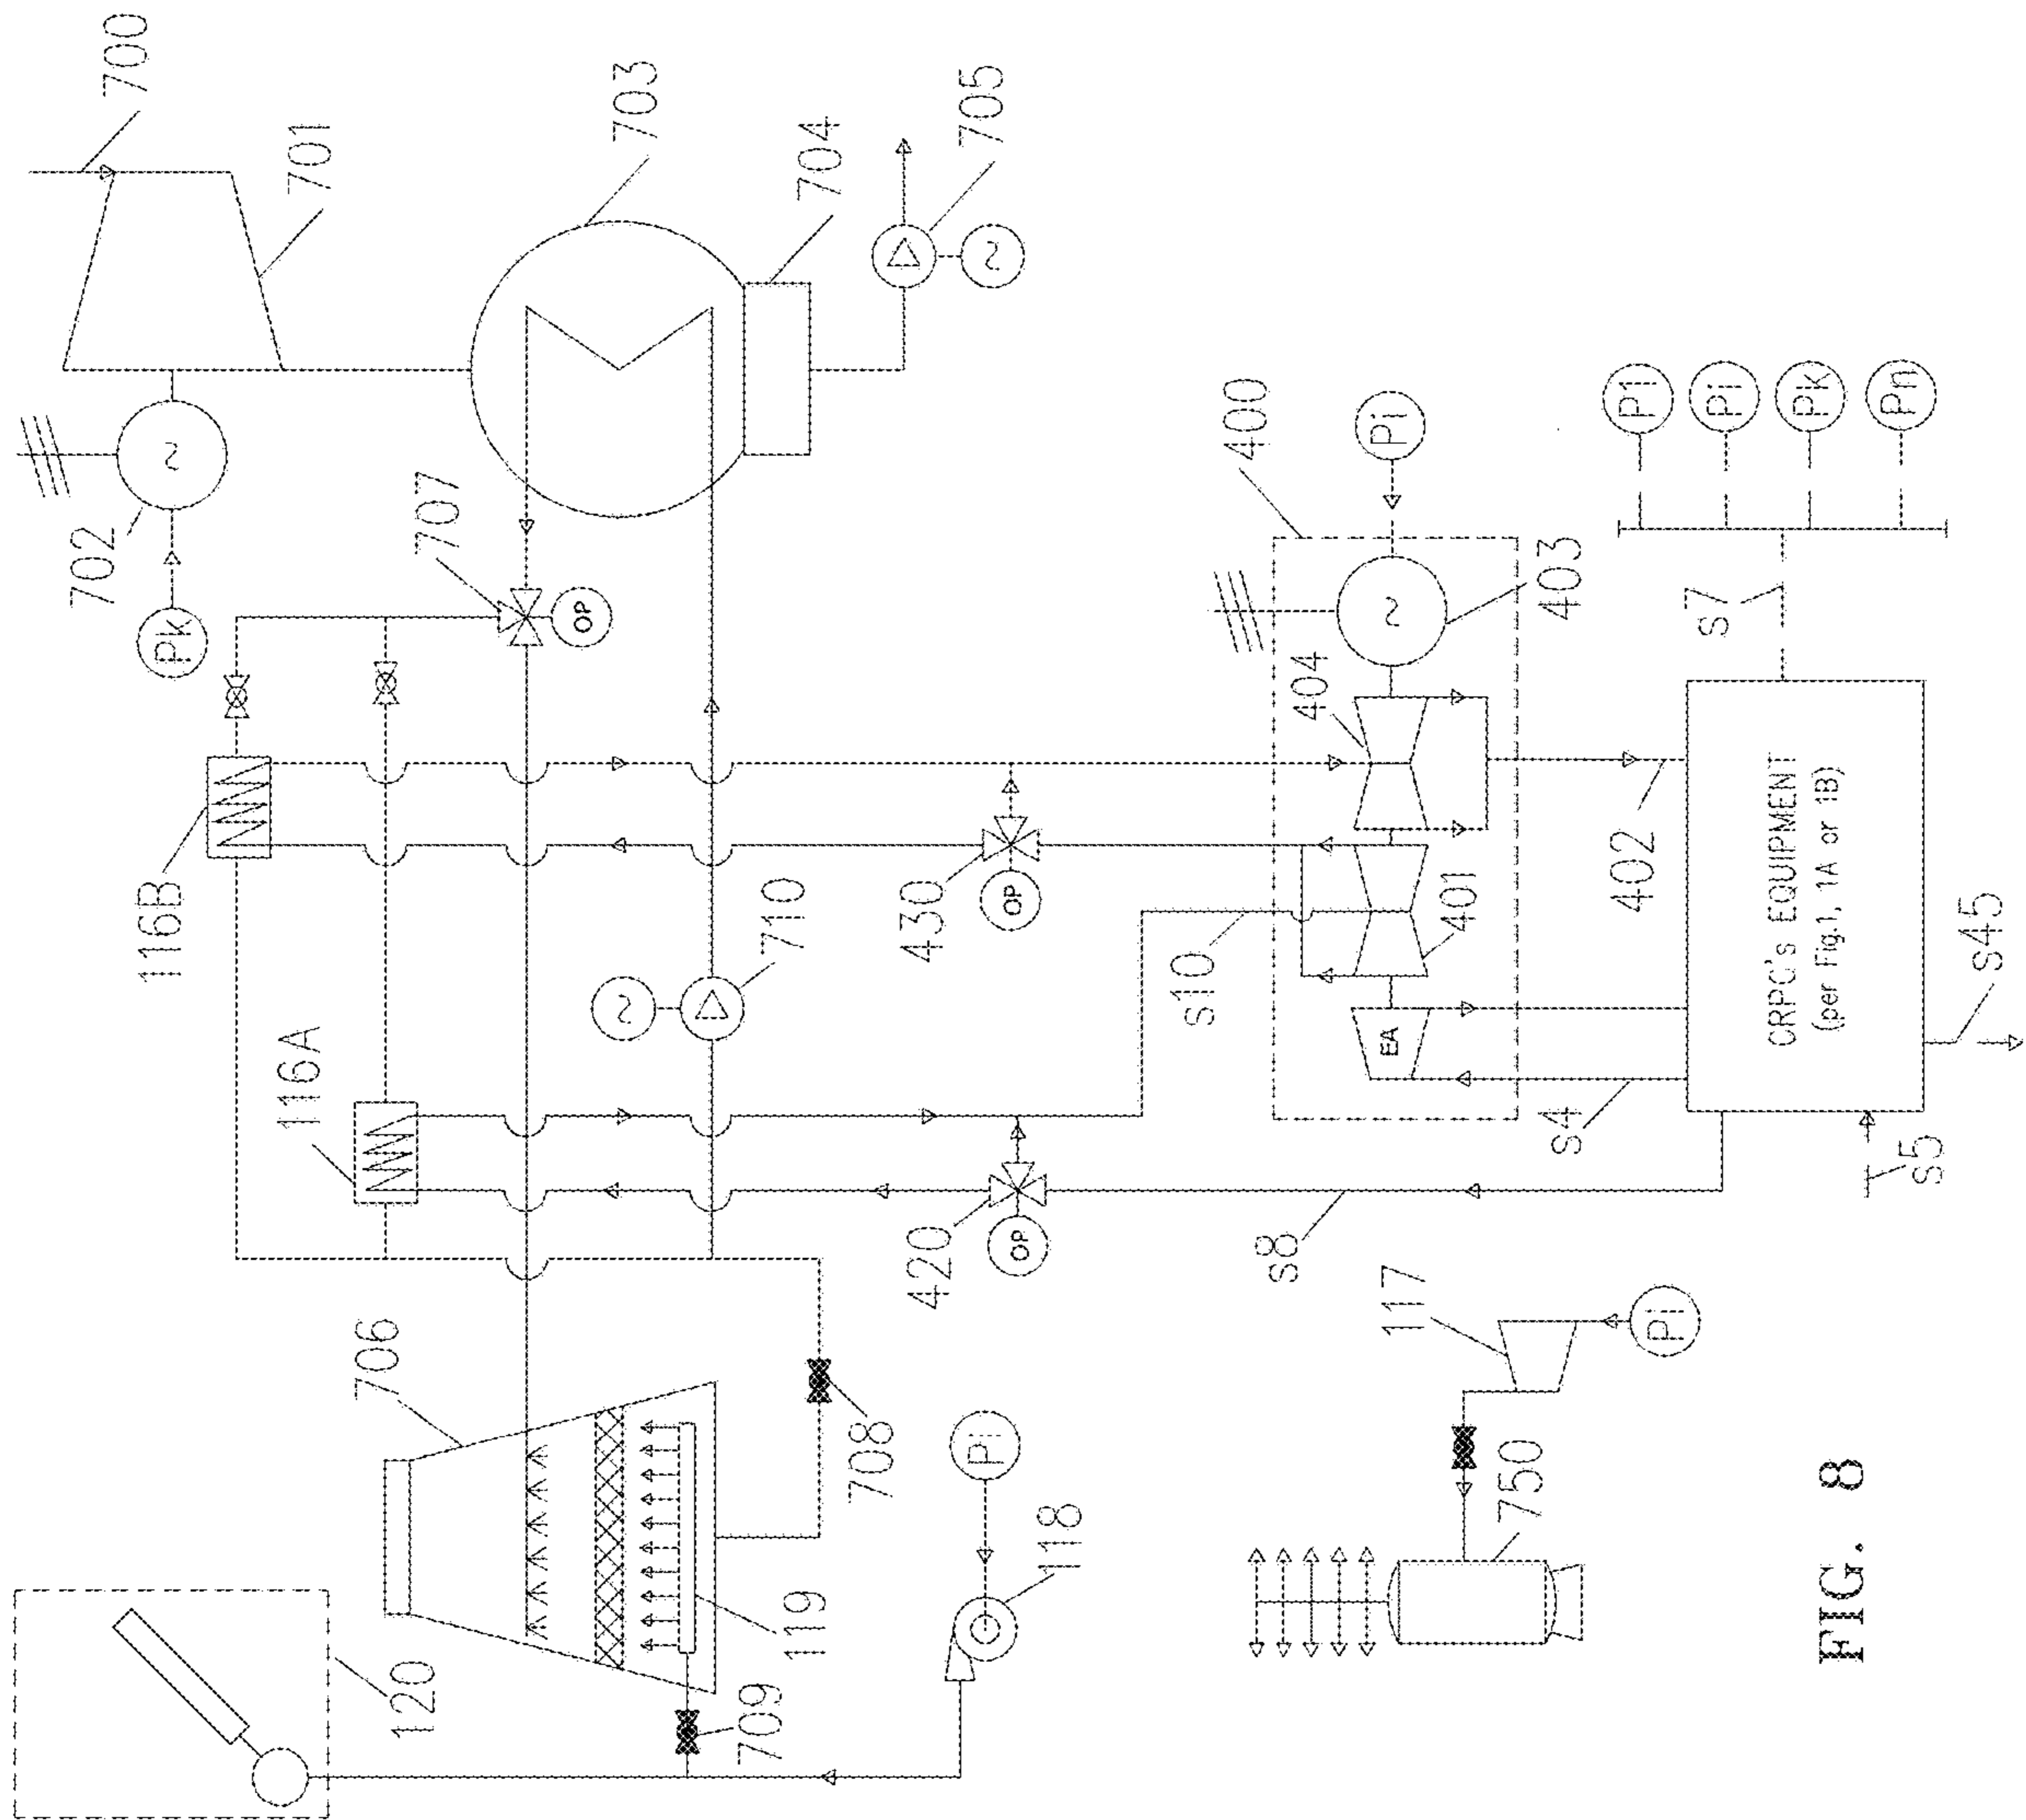 700
701
702
Pk
703
704
705
707
OP
116B
116A
710
~
706
119
120
709
708
118
Pi
430
OP
420
OP
s10
s8
400
Pi
403
404
401
EA
402
s4
s5
s45
s7
P1
Pi
Pk
Pn
CRPG's EQUIPMENT
(per Fig.1, 1A or 1B)
117
Pi
750
FIG. 8